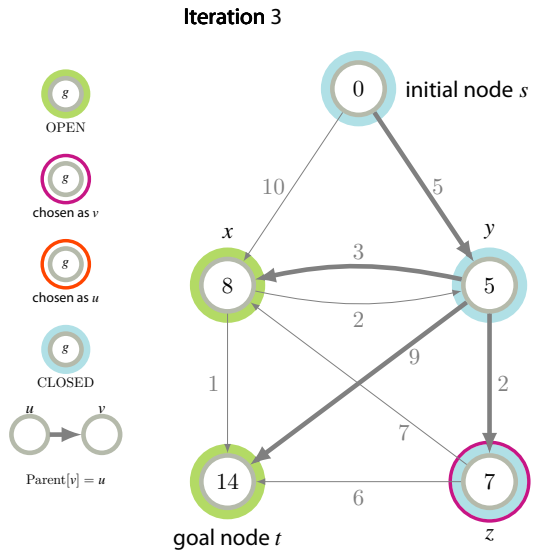 Iteration 3
g
OPEN
g
chosen as v
g
chosen as u
g
CLOSED
u v
Parent[v] = u
0 initial node s
10 5
x y
3
8 5
2
9
1 2
7
14 7
6
goal node t z